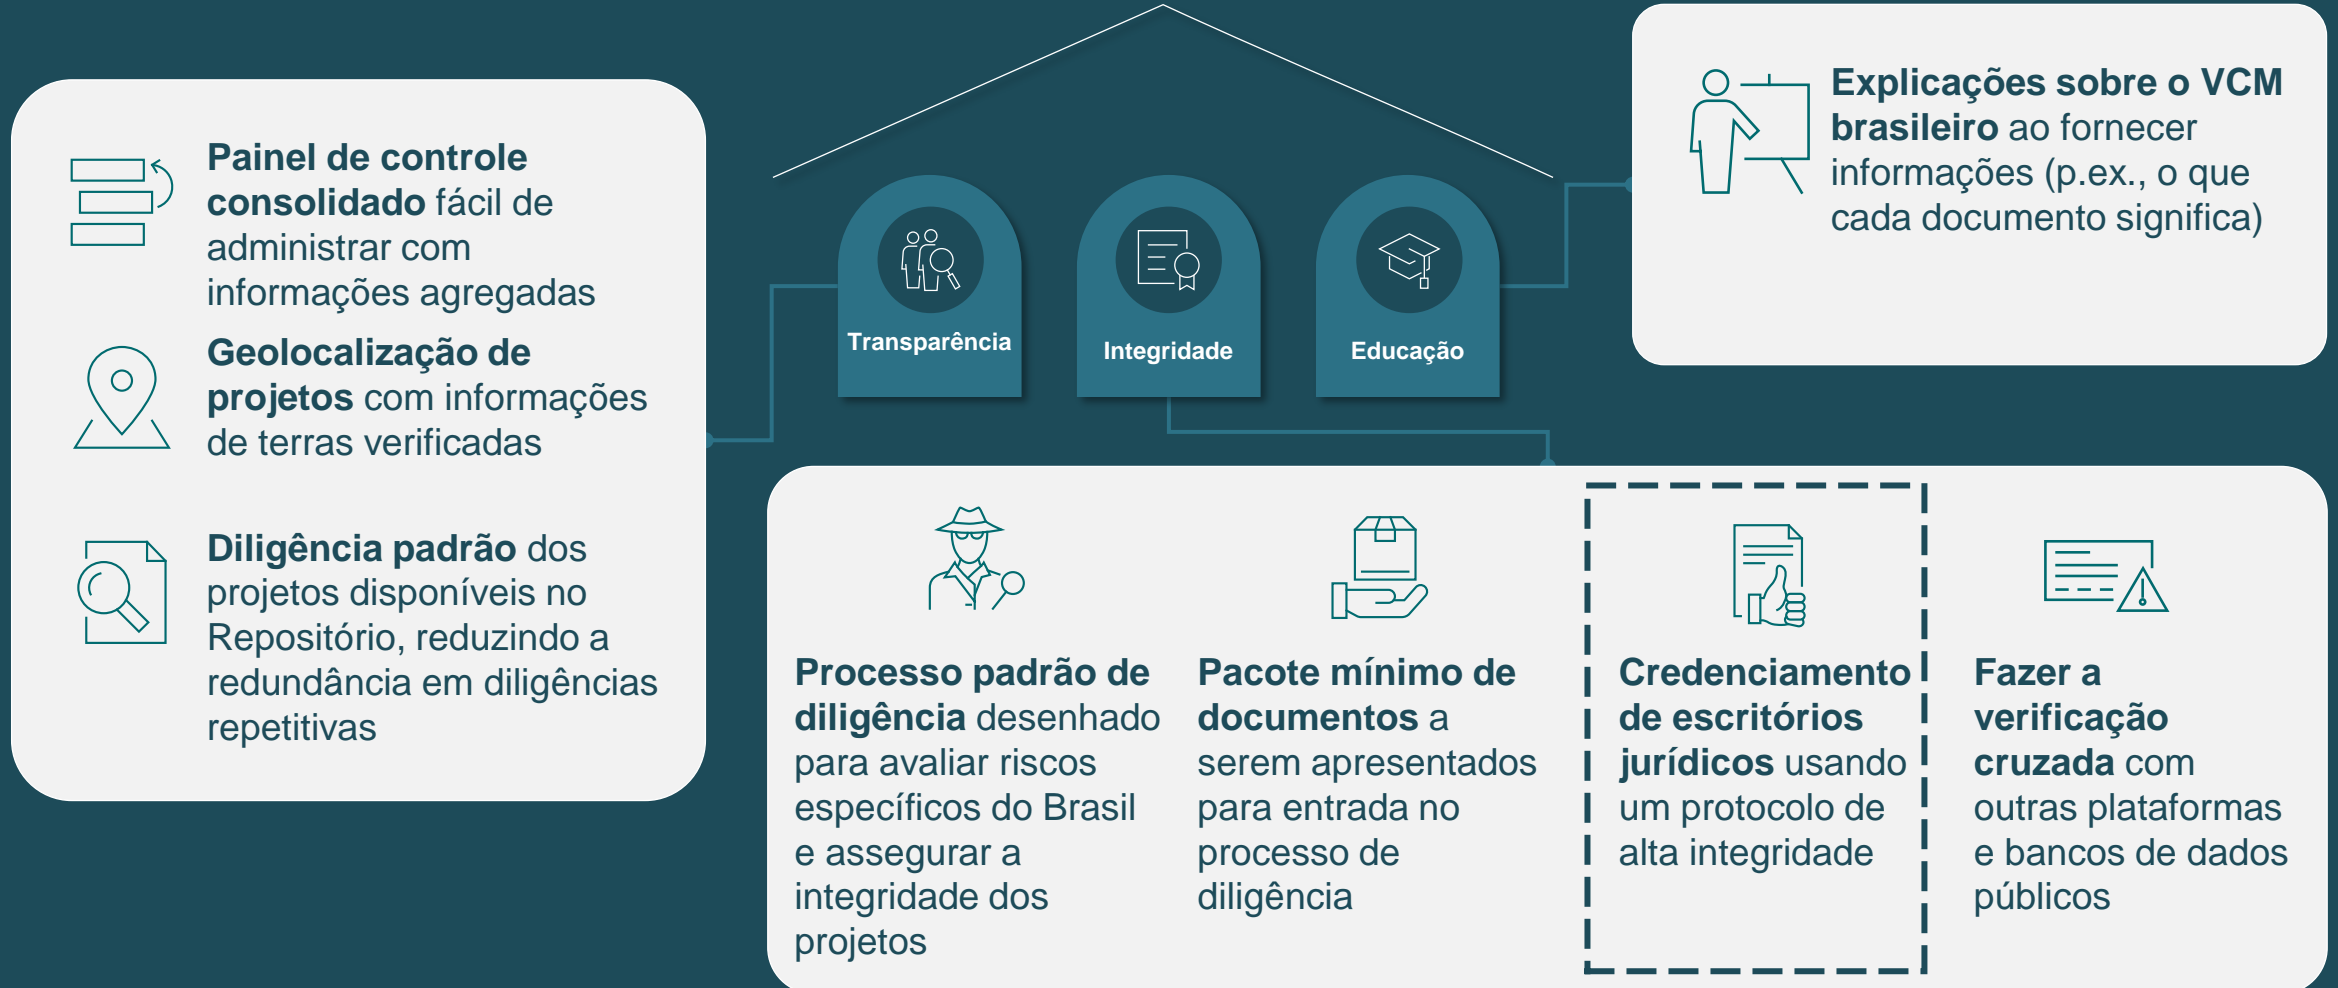 Painel de controle
consolidado fácil de
administrar com
informações agregadas
Geolocalização de
projetos com informações
de terras verificadas
Diligência padrão dos
projetos disponíveis no
Repositório, reduzindo a
redundância em diligências
repetitivas
Transparência
Integridade
Educação
Explicações sobre o VCM
brasileiro ao fornecer
informações (p.ex., o que
cada documento significa)
Processo padrão de
diligência desenhado
para avaliar riscos
específicos do Brasil
e assegurar a
integridade dos
projetos
Pacote mínimo de
documentos a
serem apresentados
para entrada no
processo de
diligência
Credenciamento
de escritórios
jurídicos usando
um protocolo de
alta integridade
Fazer a
verificação
cruzada com
outras plataformas
e bancos de dados
públicos